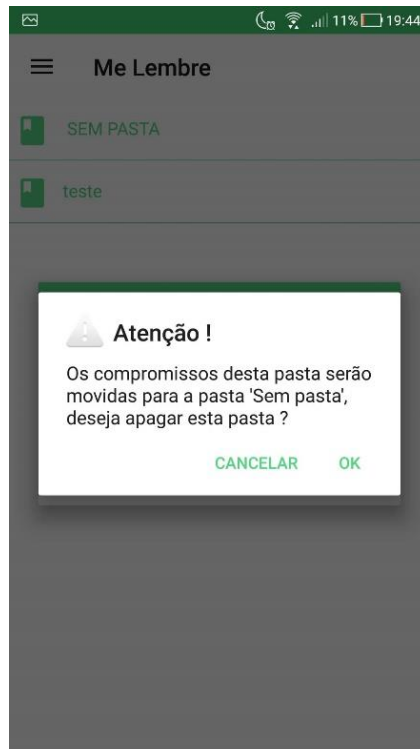 11% 19:44
Me Lembre
SEM PASTA
teste
Atenção !
Os compromissos desta pasta serão
movidas para a pasta 'Sem pasta',
deseja apagar esta pasta ?
CANCELAR OK